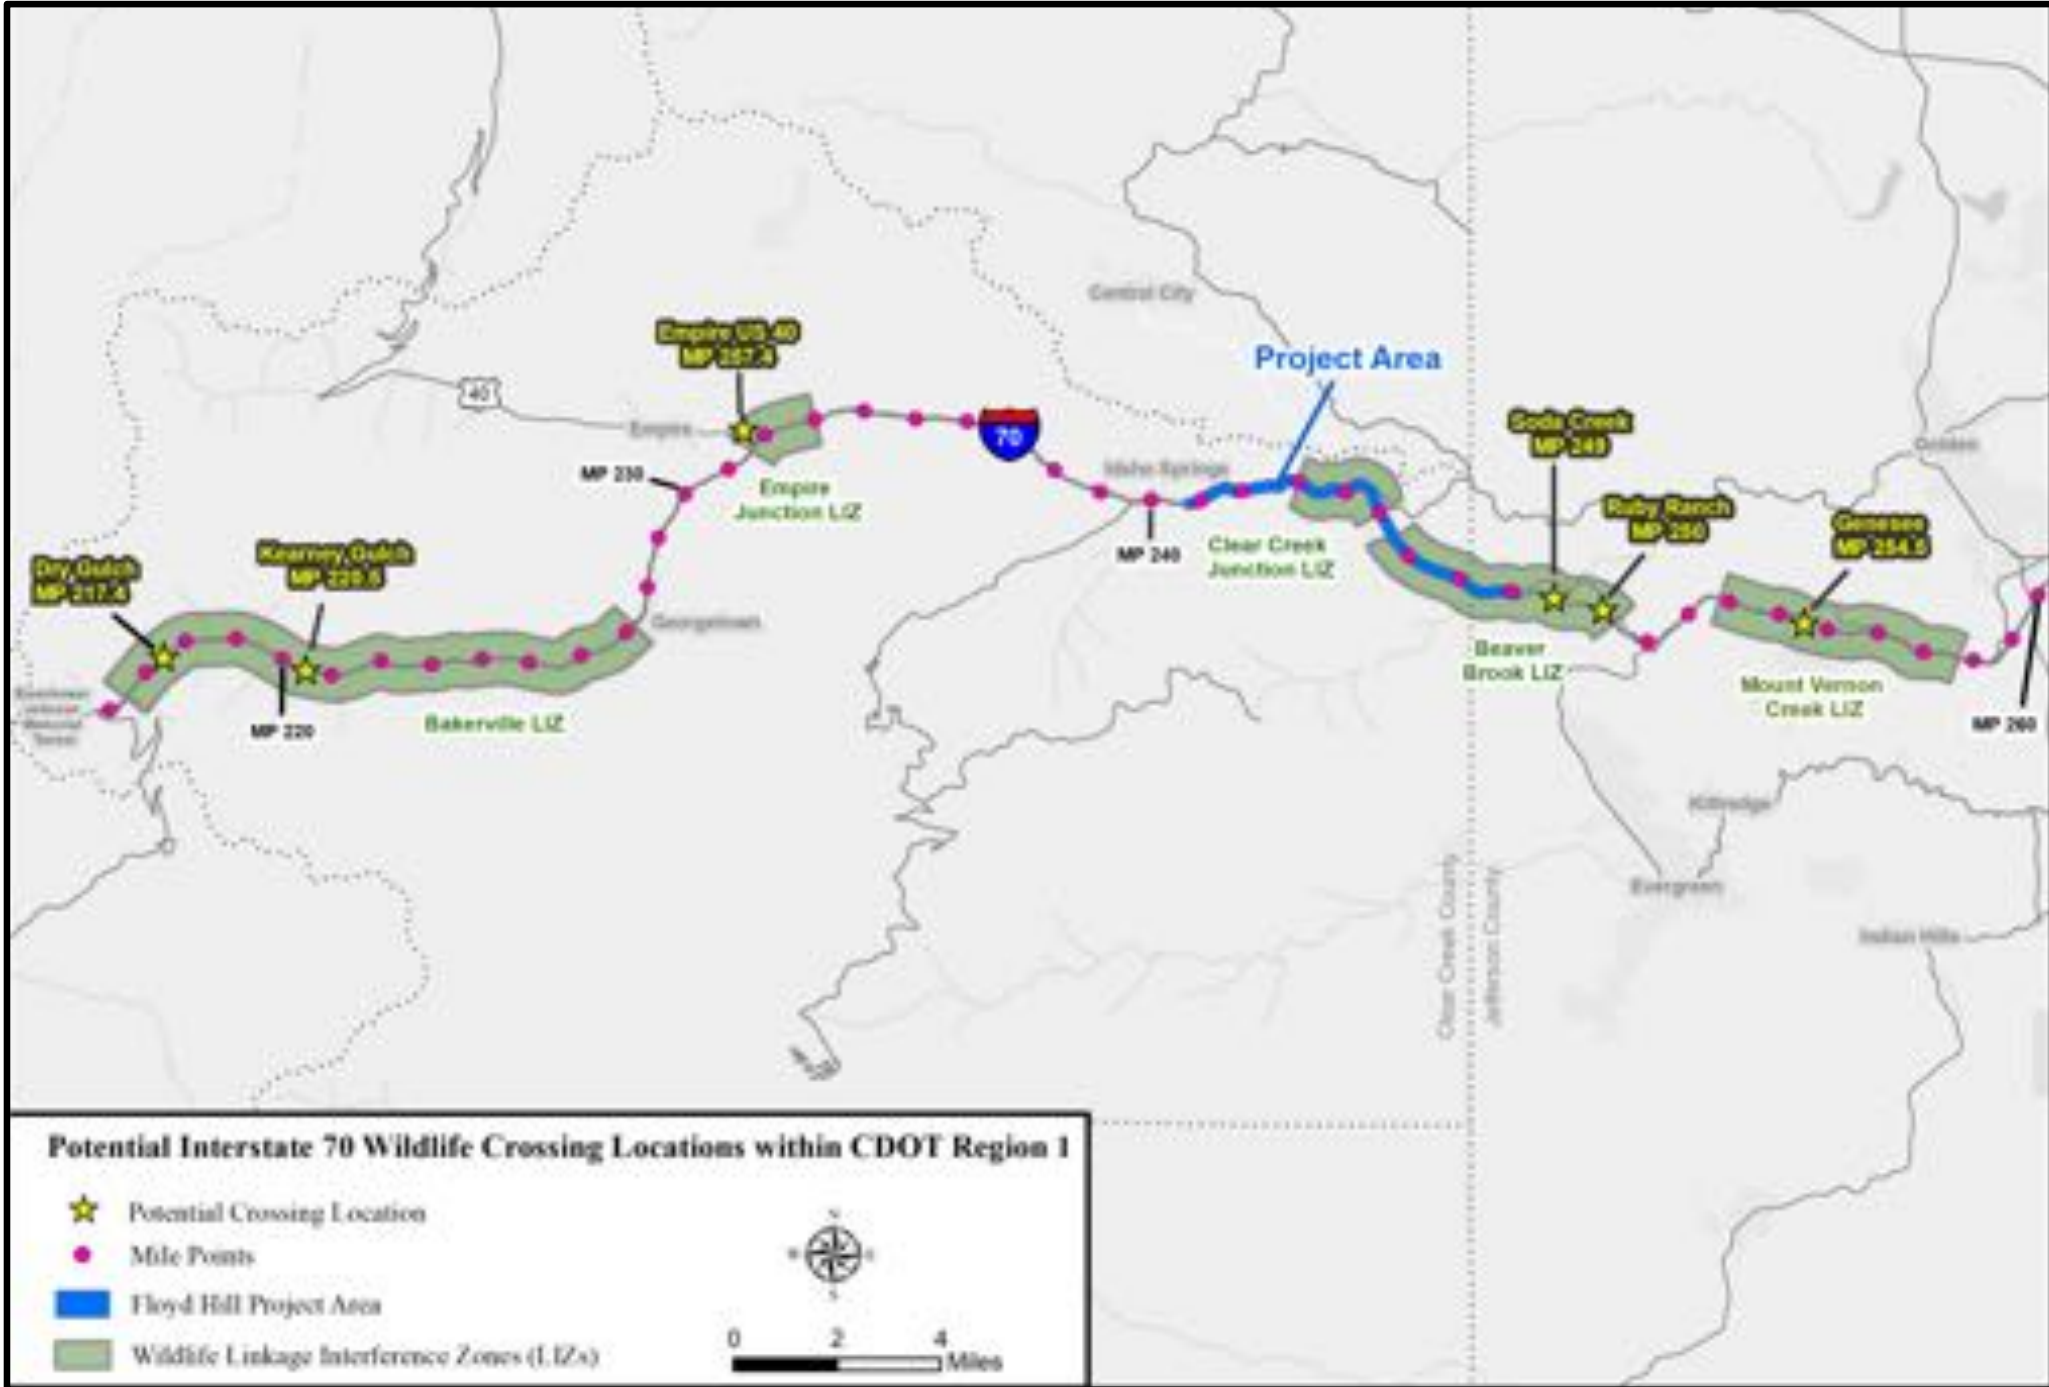 Central City
Empire US 40
MP 257.4
Project Area
40
70
Empire
Soda Creek
MP 249
Golden
MP 230
Idaho Springs
Empire
Junction LIZ
Ruby Ranch
MP 250
Genesee
MP 254.5
MP 240
Clear Creek
Junction LIZ
Dry Gulch
MP 217.4
Kearney Gulch
MP 220.5
Georgetown
Beaver
Brook LIZ
Mount Vernon
Creek LIZ
Memorial
Tunnel
MP 220
Bakerville LIZ
MP 260
Kittredge
Evergreen
Clear Creek County
Jefferson County
Indian Hills
Potential Interstate 70 Wildlife Crossing Locations within CDOT Region 1
Potential Crossing Location
Mile Points
Floyd Hill Project Area
Wildlife Linkage Interference Zones (LIZs)
N
S
0 2 4
Miles